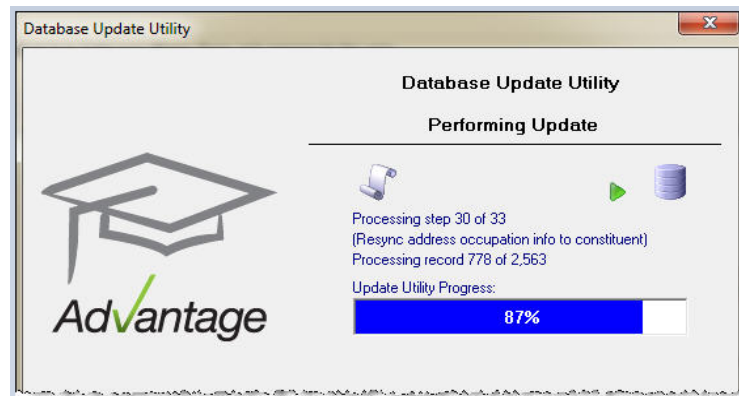 Database Update Utility
Database Update Utility
Performing Update
Processing step 30 of 33
(Resync address occupation info to constituent)
Processing record 778 of 2,563
Update Utility Progress:
87%
Advantage